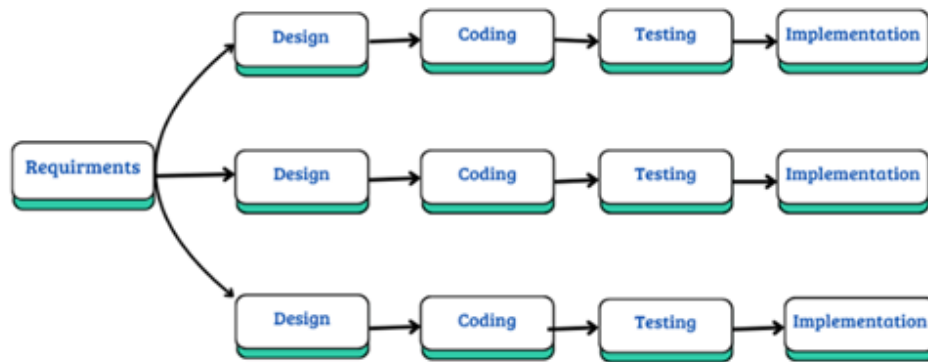 Design
Coding
Testing
Implementation
Requirments
Design
Coding
Testing
Implementation
Design
Coding
Testing
Implementation